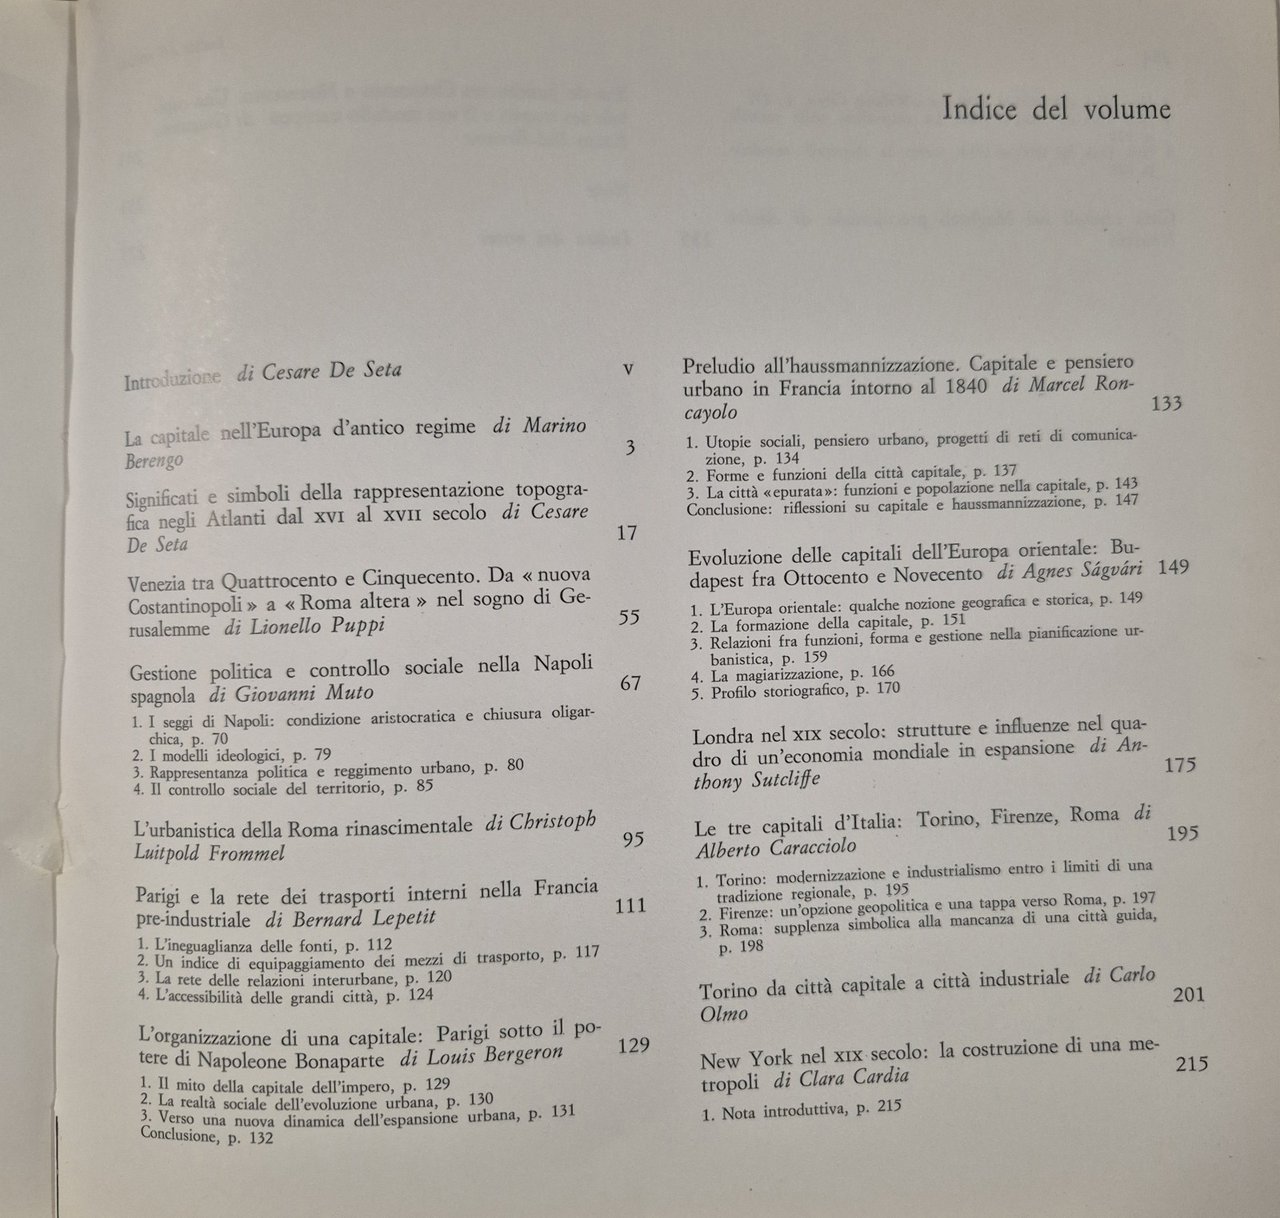 Indice del volume
Introduzione di Cesare De Seta V
La capitale nell'Europa d'antico regime di Marino
Berengo 3
Significati e simboli della rappresentazione topogra-
fica negli Atlanti dal XVI al XVII secolo di Cesare
De Seta 17
Venezia tra Quattrocento e Cinquecento. Da « nuova
Costantinopoli » a « Roma altera » nel sogno di Ge-
rusalemme di Lionello Puppi 55
Gestione politica e controllo sociale nella Napoli
spagnola di Giovanni Muto 67
1. I seggi di Napoli: condizione aristocratica e chiusura oligar-
chica, p. 70
2. I modelli ideologici, p. 79
3. Rappresentanza politica e reggimento urbano, p. 80
4. Il controllo sociale del territorio, p. 85
L'urbanistica della Roma rinascimentale di Christoph
Luitpold Frommel 95
Parigi e la rete dei trasporti interni nella Francia
pre-industriale di Bernard Lepetit 111
1. L'ineguaglianza delle fonti, p. 112
2. Un indice di equipaggiamento dei mezzi di trasporto, p. 117
3. La rete delle relazioni interurbane, p. 120
4. L'accessibilità delle grandi città, p. 124
L'organizzazione di una capitale: Parigi sotto il po-
tere di Napoleone Bonaparte di Louis Bergeron 129
1. Il mito della capitale dell'impero, p. 129
2. La realtà sociale dell'evoluzione urbana, p. 130
3. Verso una nuova dinamica dell'espansione urbana, p. 131
Conclusione, p. 132
Preludio all'haussmannizzazione. Capitale e pensiero
urbano in Francia intorno al 1840 di Marcel Ron-
cayolo 133
1. Utopie sociali, pensiero urbano, progetti di reti di comunica-
zione, p. 134
2. Forme e funzioni della città capitale, p. 137
3. La città «epurata»: funzioni e popolazione nella capitale, p. 143
Conclusione: riflessioni su capitale e haussmannizzazione, p. 147
Evoluzione delle capitali dell'Europa orientale: Bu-
dapest fra Ottocento e Novecento di Agnes Ságvári 149
1. L'Europa orientale: qualche nozione geografica e storica, p. 149
2. La formazione della capitale, p. 151
3. Relazioni fra funzioni, forma e gestione nella pianificazione ur-
banistica, p. 159
4. La magiarizzazione, p. 166
5. Profilo storiografico, p. 170
Londra nel XIX secolo: strutture e influenze nel qua-
dro di un'economia mondiale in espansione di An-
thony Sutcliffe 175
Le tre capitali d'Italia: Torino, Firenze, Roma di
Alberto Caracciolo 195
1. Torino: modernizzazione e industrialismo entro i limiti di una
tradizione regionale, p. 195
2. Firenze: un'opzione geopolitica e una tappa verso Roma, p. 197
3. Roma: supplenza simbolica alla mancanza di una città guida,
p. 198
Torino da città capitale a città industriale di Carlo
Olmo 201
New York nel XIX secolo: la costruzione di una me-
tropoli di Clara Cardia 215
1. Nota introduttiva, p. 215